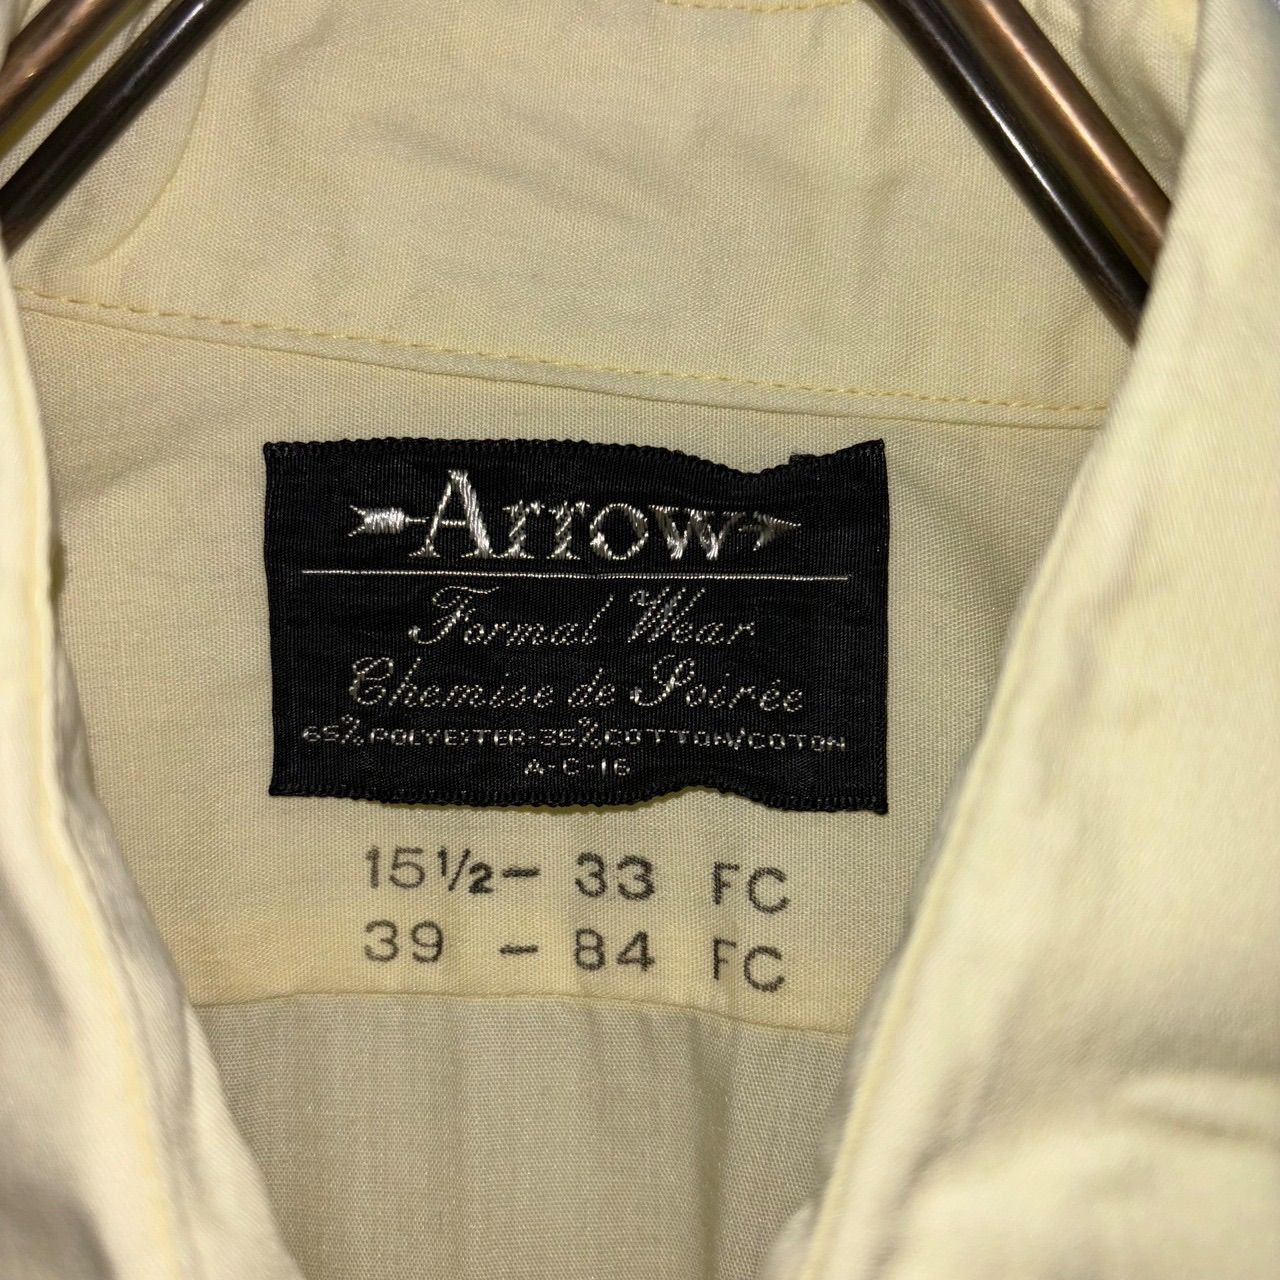 Arrow
Formal Wear
Chemise de Soirée
65% POLYESTER-35% COTTON/COTON
A-C-16
15½- 33 FC
39 - 84 FC